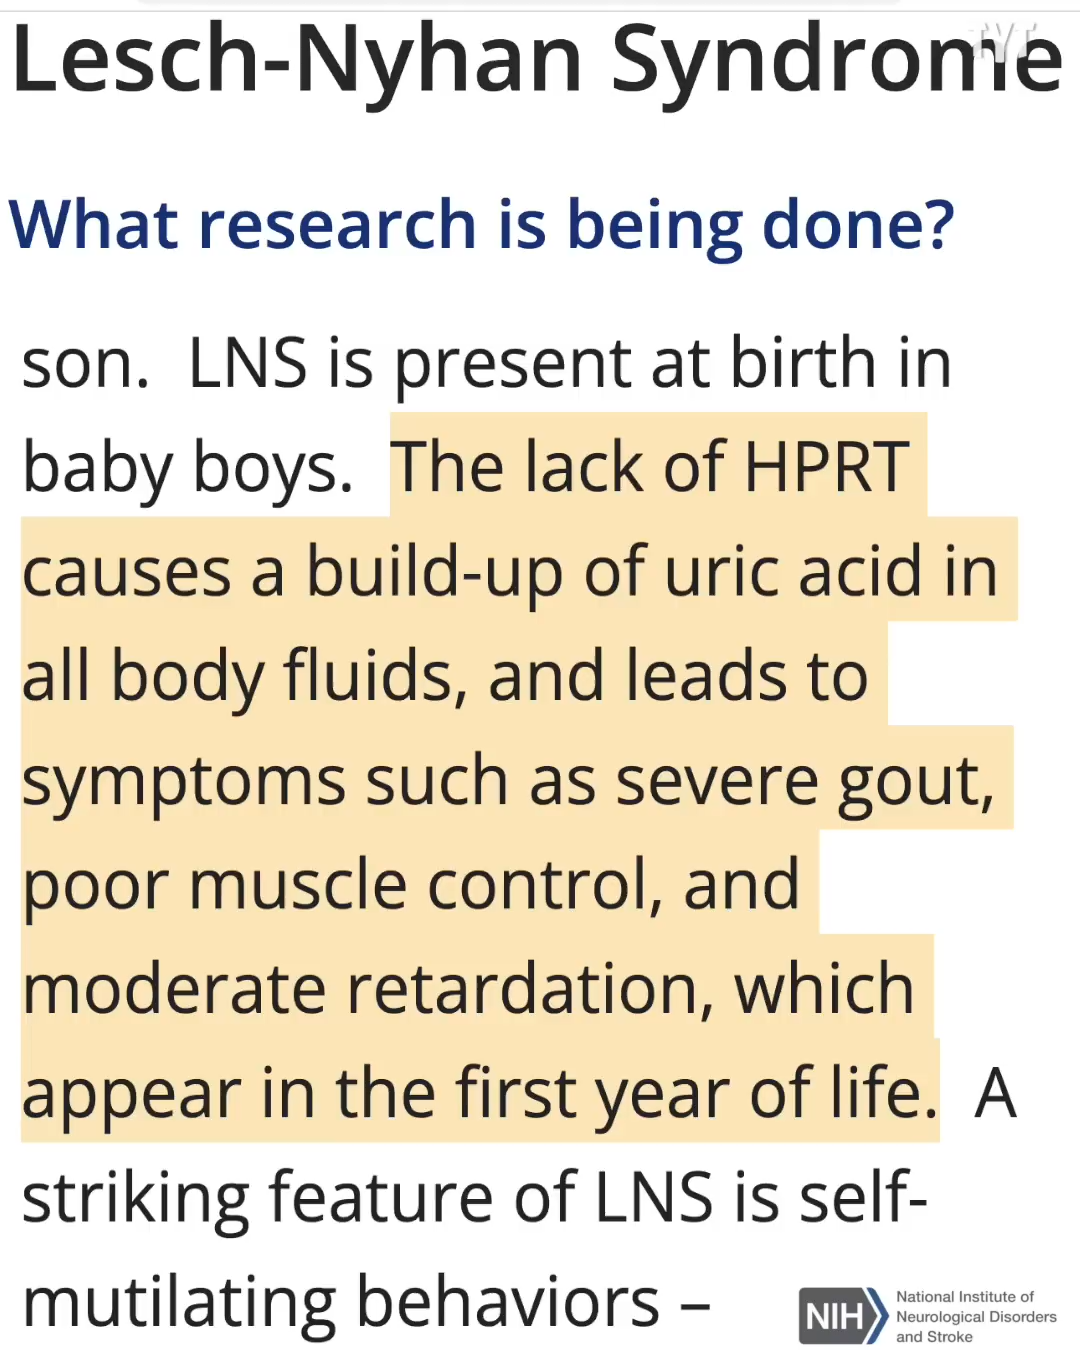 Lesch-Nyhan Syndrome
TYT
What research is being done?
son. LNS is present at birth in
baby boys. The lack of HPRT
causes a build-up of uric acid in
all body fluids, and leads to
symptoms such as severe gout,
poor muscle control, and
moderate retardation, which
appear in the first year of life. A
striking feature of LNS is self-
mutilating behaviors –
NIH
National Institute of
Neurological Disorders
and Stroke